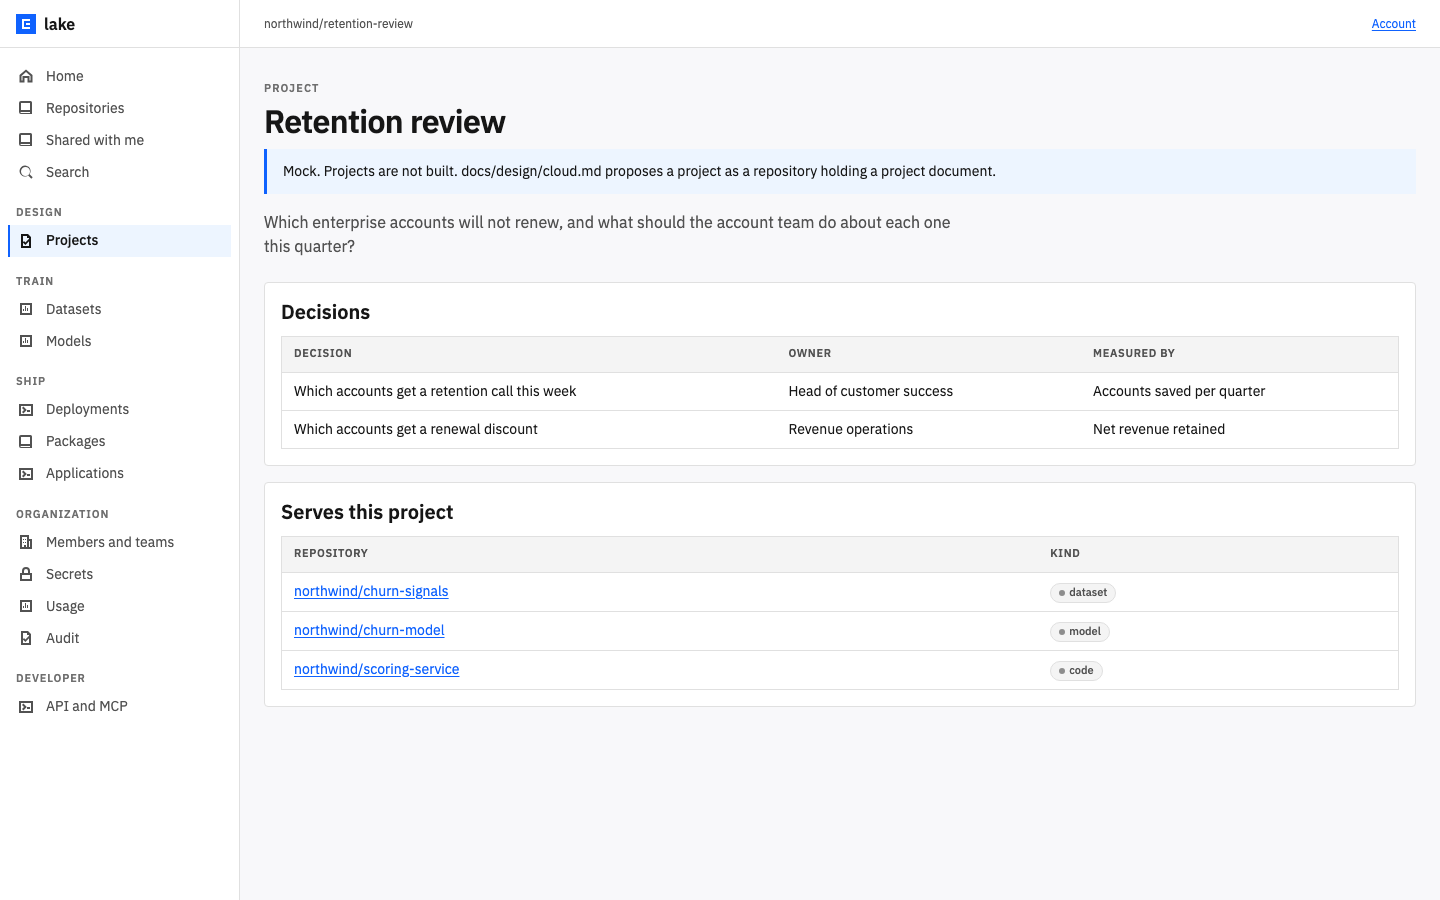 lake
northwind/retention-review
Account
Home
Repositories
Shared with me
Search
DESIGN
Projects
TRAIN
Datasets
Models
SHIP
Deployments
Packages
Applications
ORGANIZATION
Members and teams
Secrets
Usage
Audit
DEVELOPER
API and MCP
PROJECT
Retention review
Mock. Projects are not built. docs/design/cloud.md proposes a project as a repository holding a project document.
Which enterprise accounts will not renew, and what should the account team do about each one
this quarter?
Decisions
DECISION OWNER MEASURED BY
Which accounts get a retention call this week Head of customer success Accounts saved per quarter
Which accounts get a renewal discount Revenue operations Net revenue retained
Serves this project
REPOSITORY KIND
northwind/churn-signals dataset
northwind/churn-model model
northwind/scoring-service code